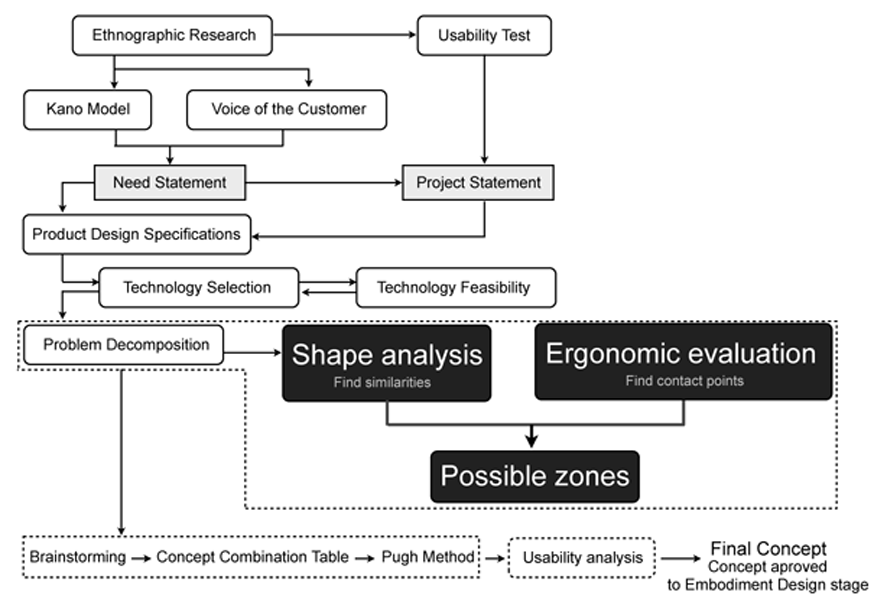 Ethnographic Research
Usability Test
Kano Model
Voice of the Customer
Need Statement
Project Statement
Product Design Specifications
Technology Selection
Technology Feasibility
Problem Decomposition
Shape analysis
Find similarities
Ergonomic evaluation
Find contact points
Possible zones
Brainstorming
Concept Combination Table
Pugh Method
Usability analysis
Final Concept
Concept aproved
to Embodiment Design stage